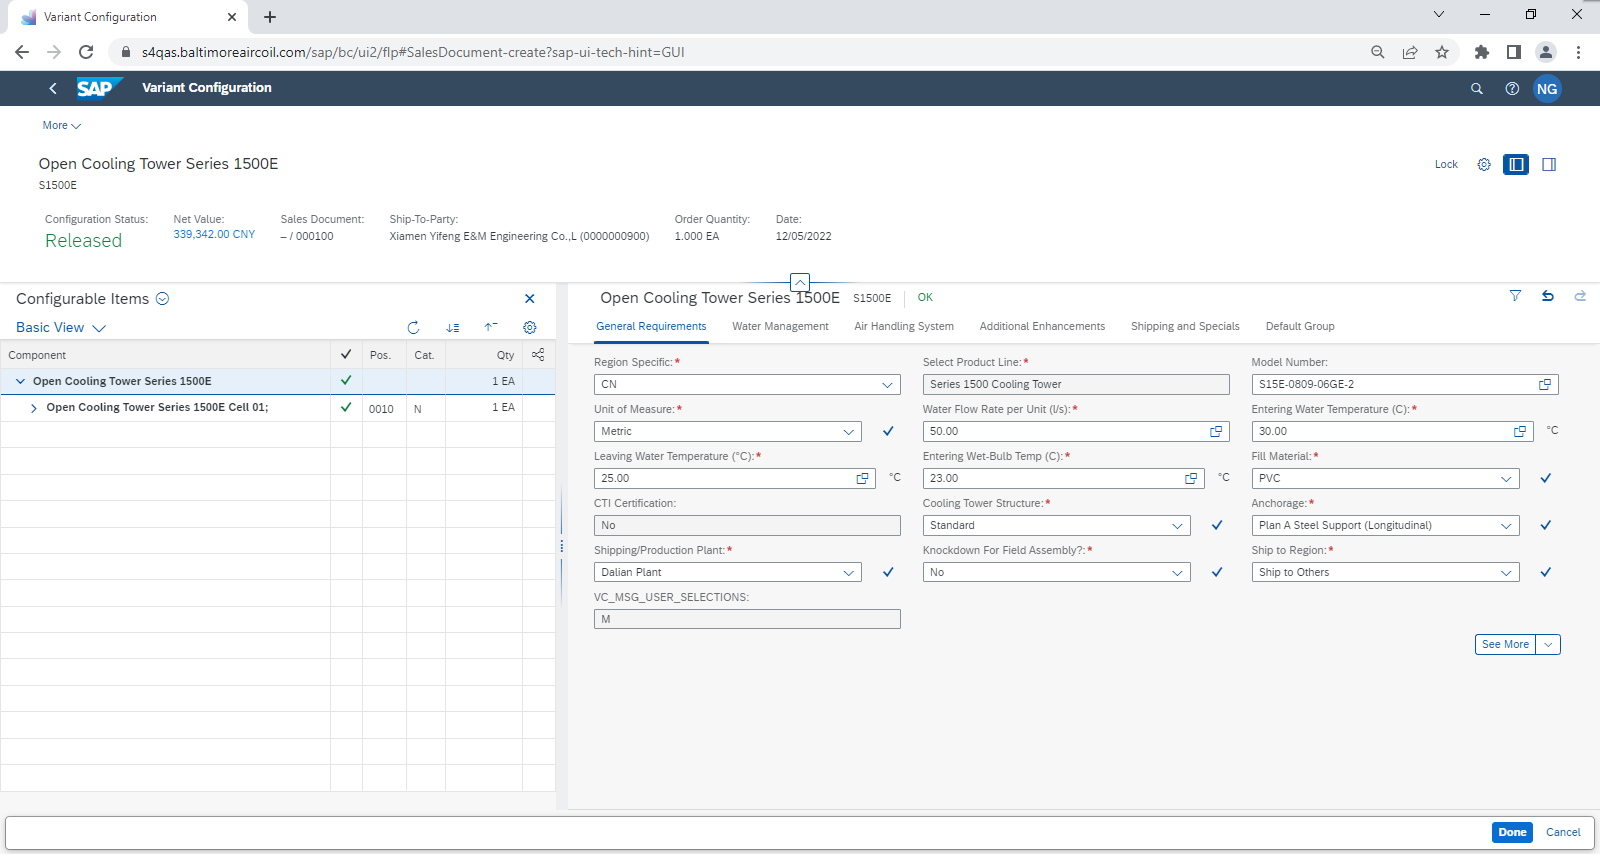 Variant Configuration
s4qas.baltimoreaircoil.com/sap/bc/ui2/flp#SalesDocument-create?sap-ui-tech-hint=GUI
SAP Variant Configuration NG
More
Open Cooling Tower Series 1500E
Lock
S1500E
Configuration Status: Net Value: Sales Document: Ship-To-Party: Order Quantity: Date:
Released 339,342.00 CNY – / 000100 Xiamen Yifeng E&M Engineering Co.,L (0000000900) 1.000 EA 12/05/2022
Configurable Items
Basic View
Component Pos. Cat. Qty
Open Cooling Tower Series 1500E 1 EA
Open Cooling Tower Series 1500E Cell 01; 0010 N 1 EA
Open Cooling Tower Series 1500E S1500E OK
General Requirements Water Management Air Handling System Additional Enhancements Shipping and Specials Default Group
Region Specific:* Select Product Line:* Model Number:
CN Series 1500 Cooling Tower S15E-0809-06GE-2
Unit of Measure:* Water Flow Rate per Unit (l/s):* Entering Water Temperature (C):*
Metric 50.00 30.00 °C
Leaving Water Temperature (°C):* Entering Wet-Bulb Temp (C):* Fill Material:*
25.00 °C 23.00 °C PVC
CTI Certification: Cooling Tower Structure:* Anchorage:*
No Standard Plan A Steel Support (Longitudinal)
Shipping/Production Plant:* Knockdown For Field Assembly?:* Ship to Region:*
Dalian Plant No Ship to Others
VC_MSG_USER_SELECTIONS:
M
See More
Done Cancel